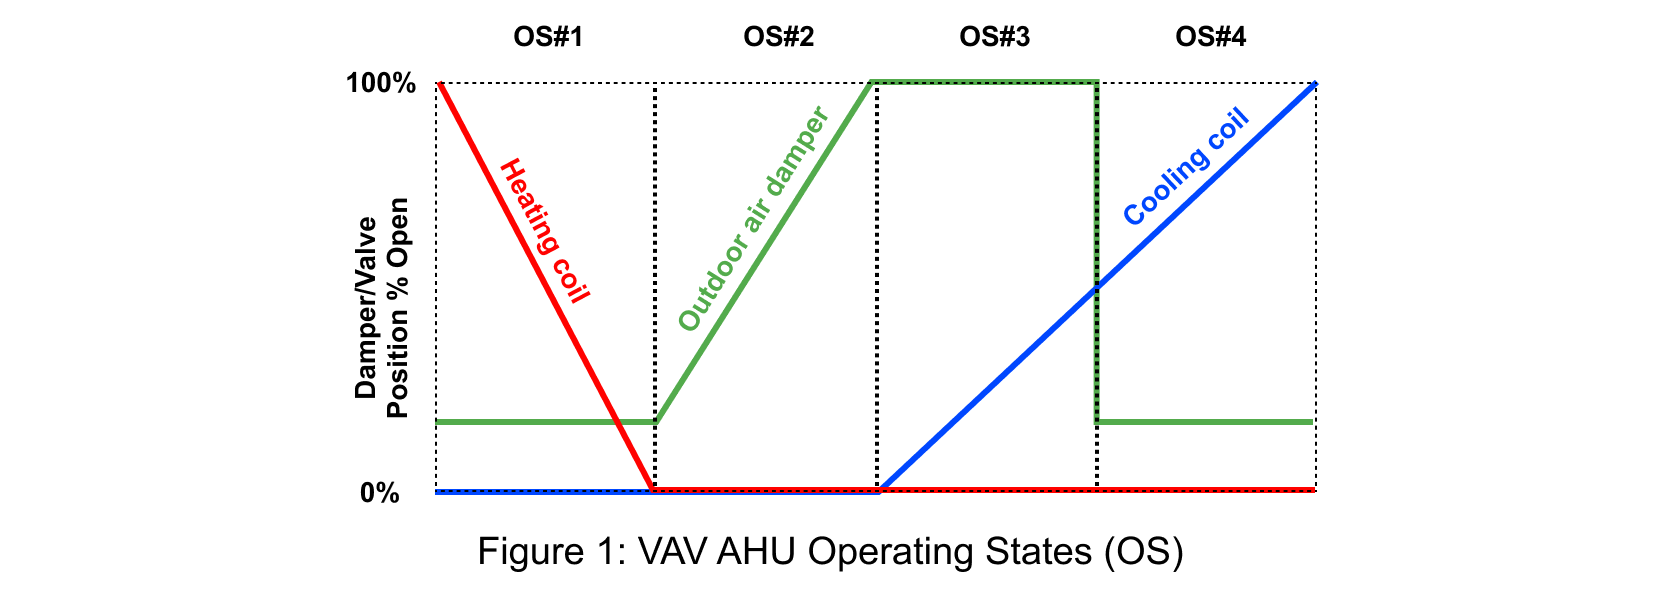 OS#1 OS#2 OS#3 OS#4
100%
Heating coil
Outdoor air damper
Cooling coil
Damper/Valve
Position % Open
0%
Figure 1: VAV AHU Operating States (OS)